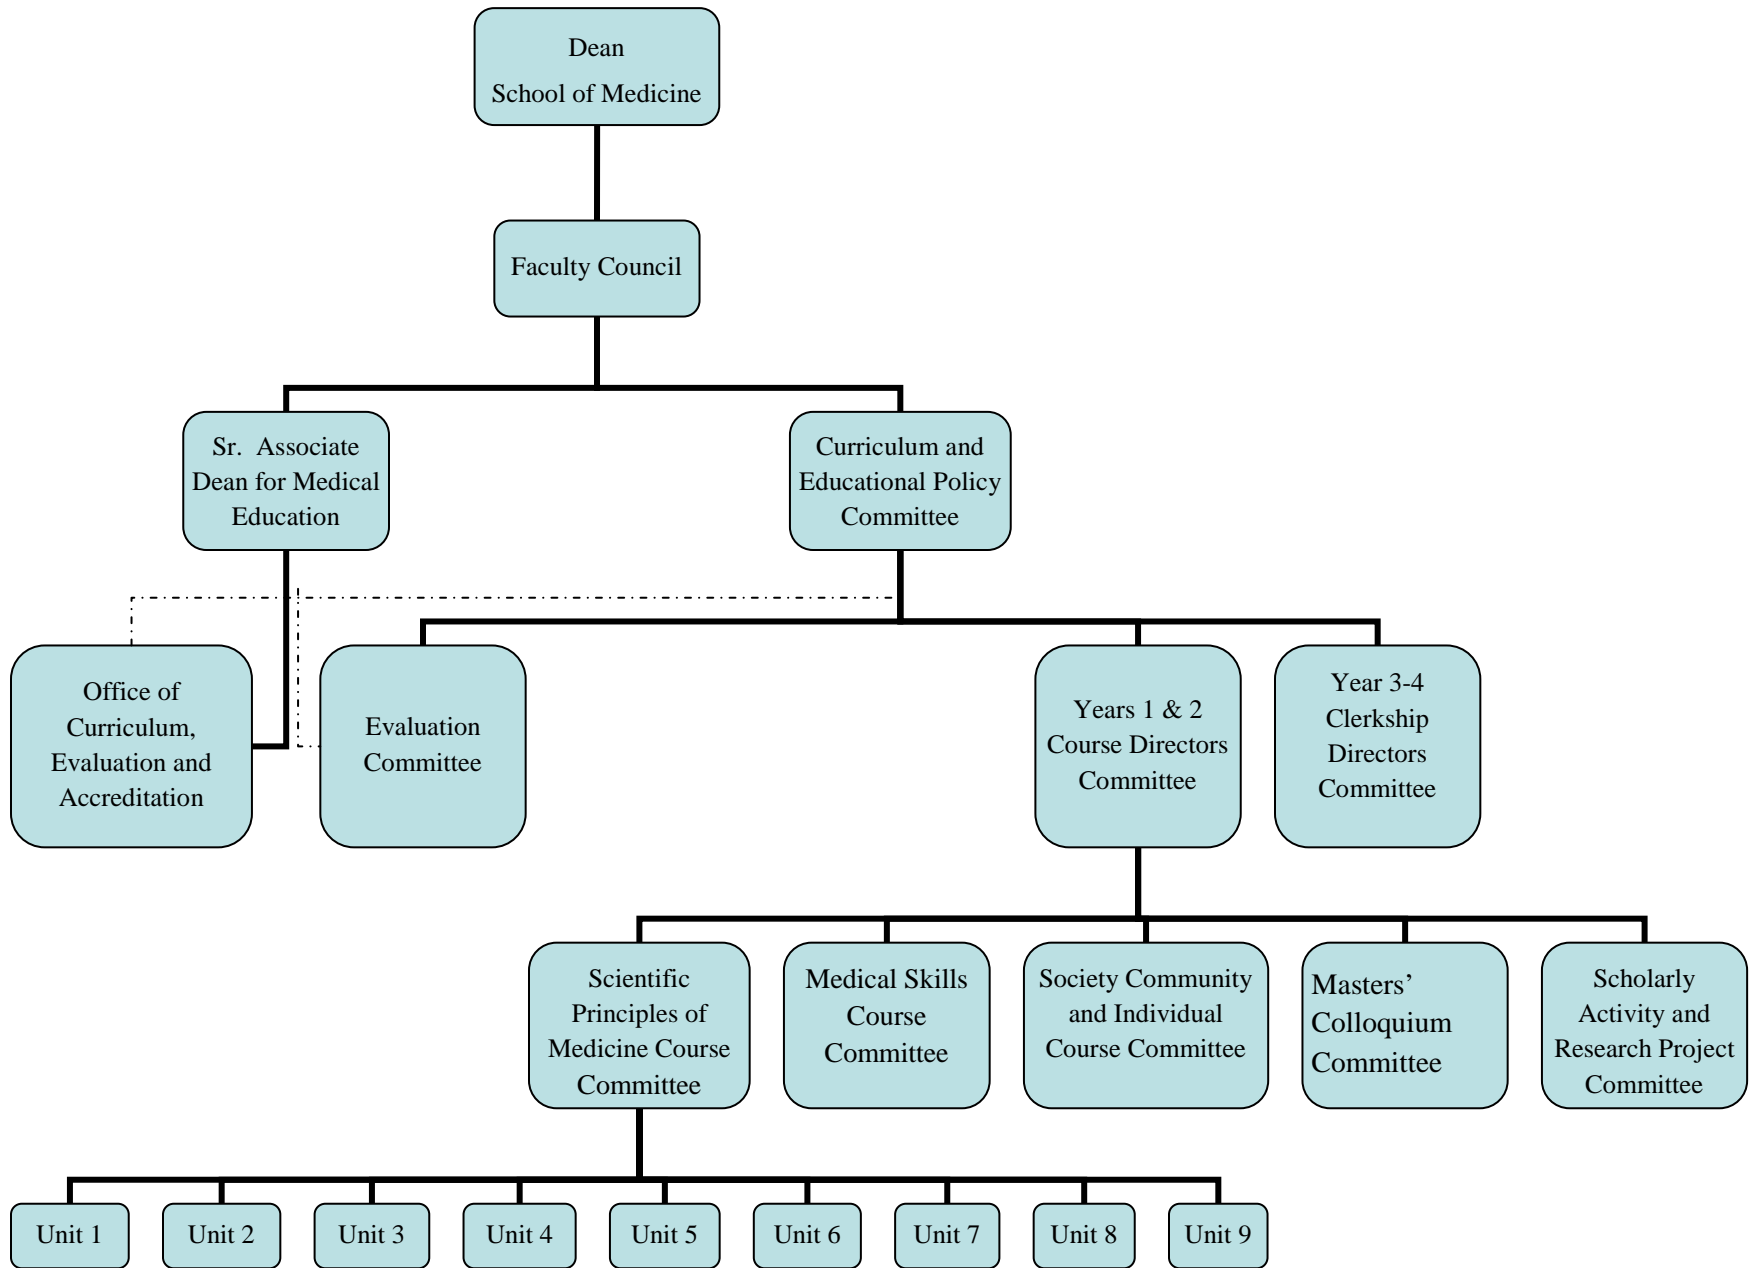 Dean
School of Medicine
Faculty Council
Sr. Associate
Dean for Medical
Education
Curriculum and
Educational Policy
Committee
Office of
Curriculum,
Evaluation and
Accreditation
Evaluation
Committee
Years 1 & 2
Course Directors
Committee
Year 3-4
Clerkship
Directors
Committee
Scientific
Principles of
Medicine Course
Committee
Medical Skills
Course
Committee
Society Community
and Individual
Course Committee
Masters’
Colloquium
Committee
Scholarly
Activity and
Research Project
Committee
Unit 1
Unit 2
Unit 3
Unit 4
Unit 5
Unit 6
Unit 7
Unit 8
Unit 9